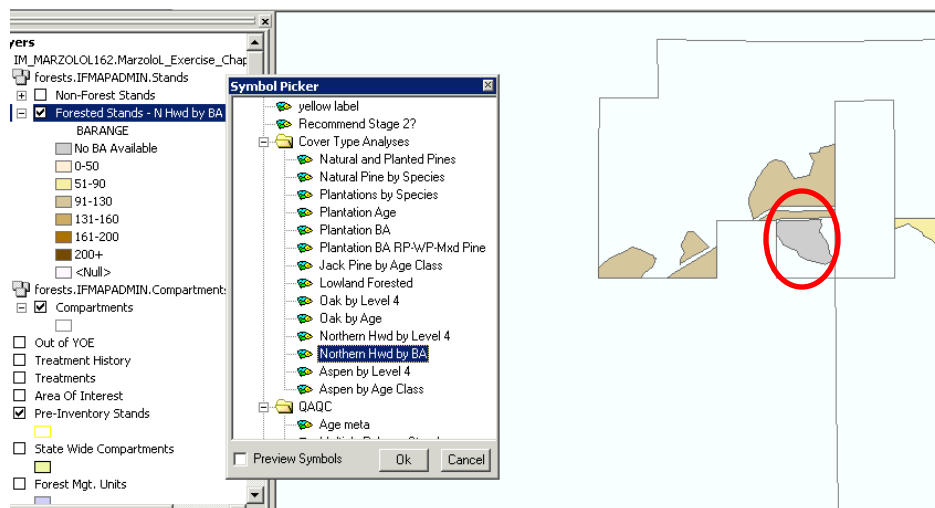 yers
IM_MARZOLOL162.MarzoloL_Exercise_Chap
forests.IFMAPADMIN.Stands
Non-Forest Stands
Forested Stands - N Hwd by BA
BARANGE
No BA Available
0-50
51-90
91-130
131-160
161-200
200+
<Null>
forests.IFMAPADMIN.Compartments
Compartments
Out of YOE
Treatment History
Treatments
Area Of Interest
Pre-Inventory Stands
State Wide Compartments
Forest Mgt. Units
Symbol Picker
yellow label
Recommend Stage 2?
Cover Type Analyses
Natural and Planted Pines
Natural Pine by Species
Plantations by Species
Plantation Age
Plantation BA
Plantation BA RP-WP-Mxd Pine
Jack Pine by Age Class
Lowland Forested
Oak by Level 4
Oak by Age
Northern Hwd by Level 4
Northern Hwd by BA
Aspen by Level 4
Aspen by Age Class
QAQC
Age meta
Preview Symbols
Ok
Cancel